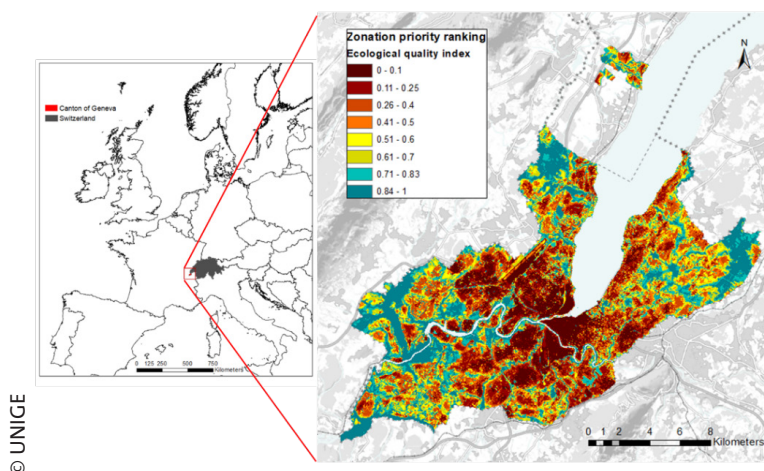 Canton of Geneva
Switzerland
0 125 250 500 750
Kilometers
Zonation priority ranking
Ecological quality index
0 - 0.1
0.11 - 0.25
0.26 - 0.4
0.41 - 0.5
0.51 - 0.6
0.61 - 0.7
0.71 - 0.83
0.84 - 1
N
0 1 2 4 6 8
Kilometers
© UNIGE